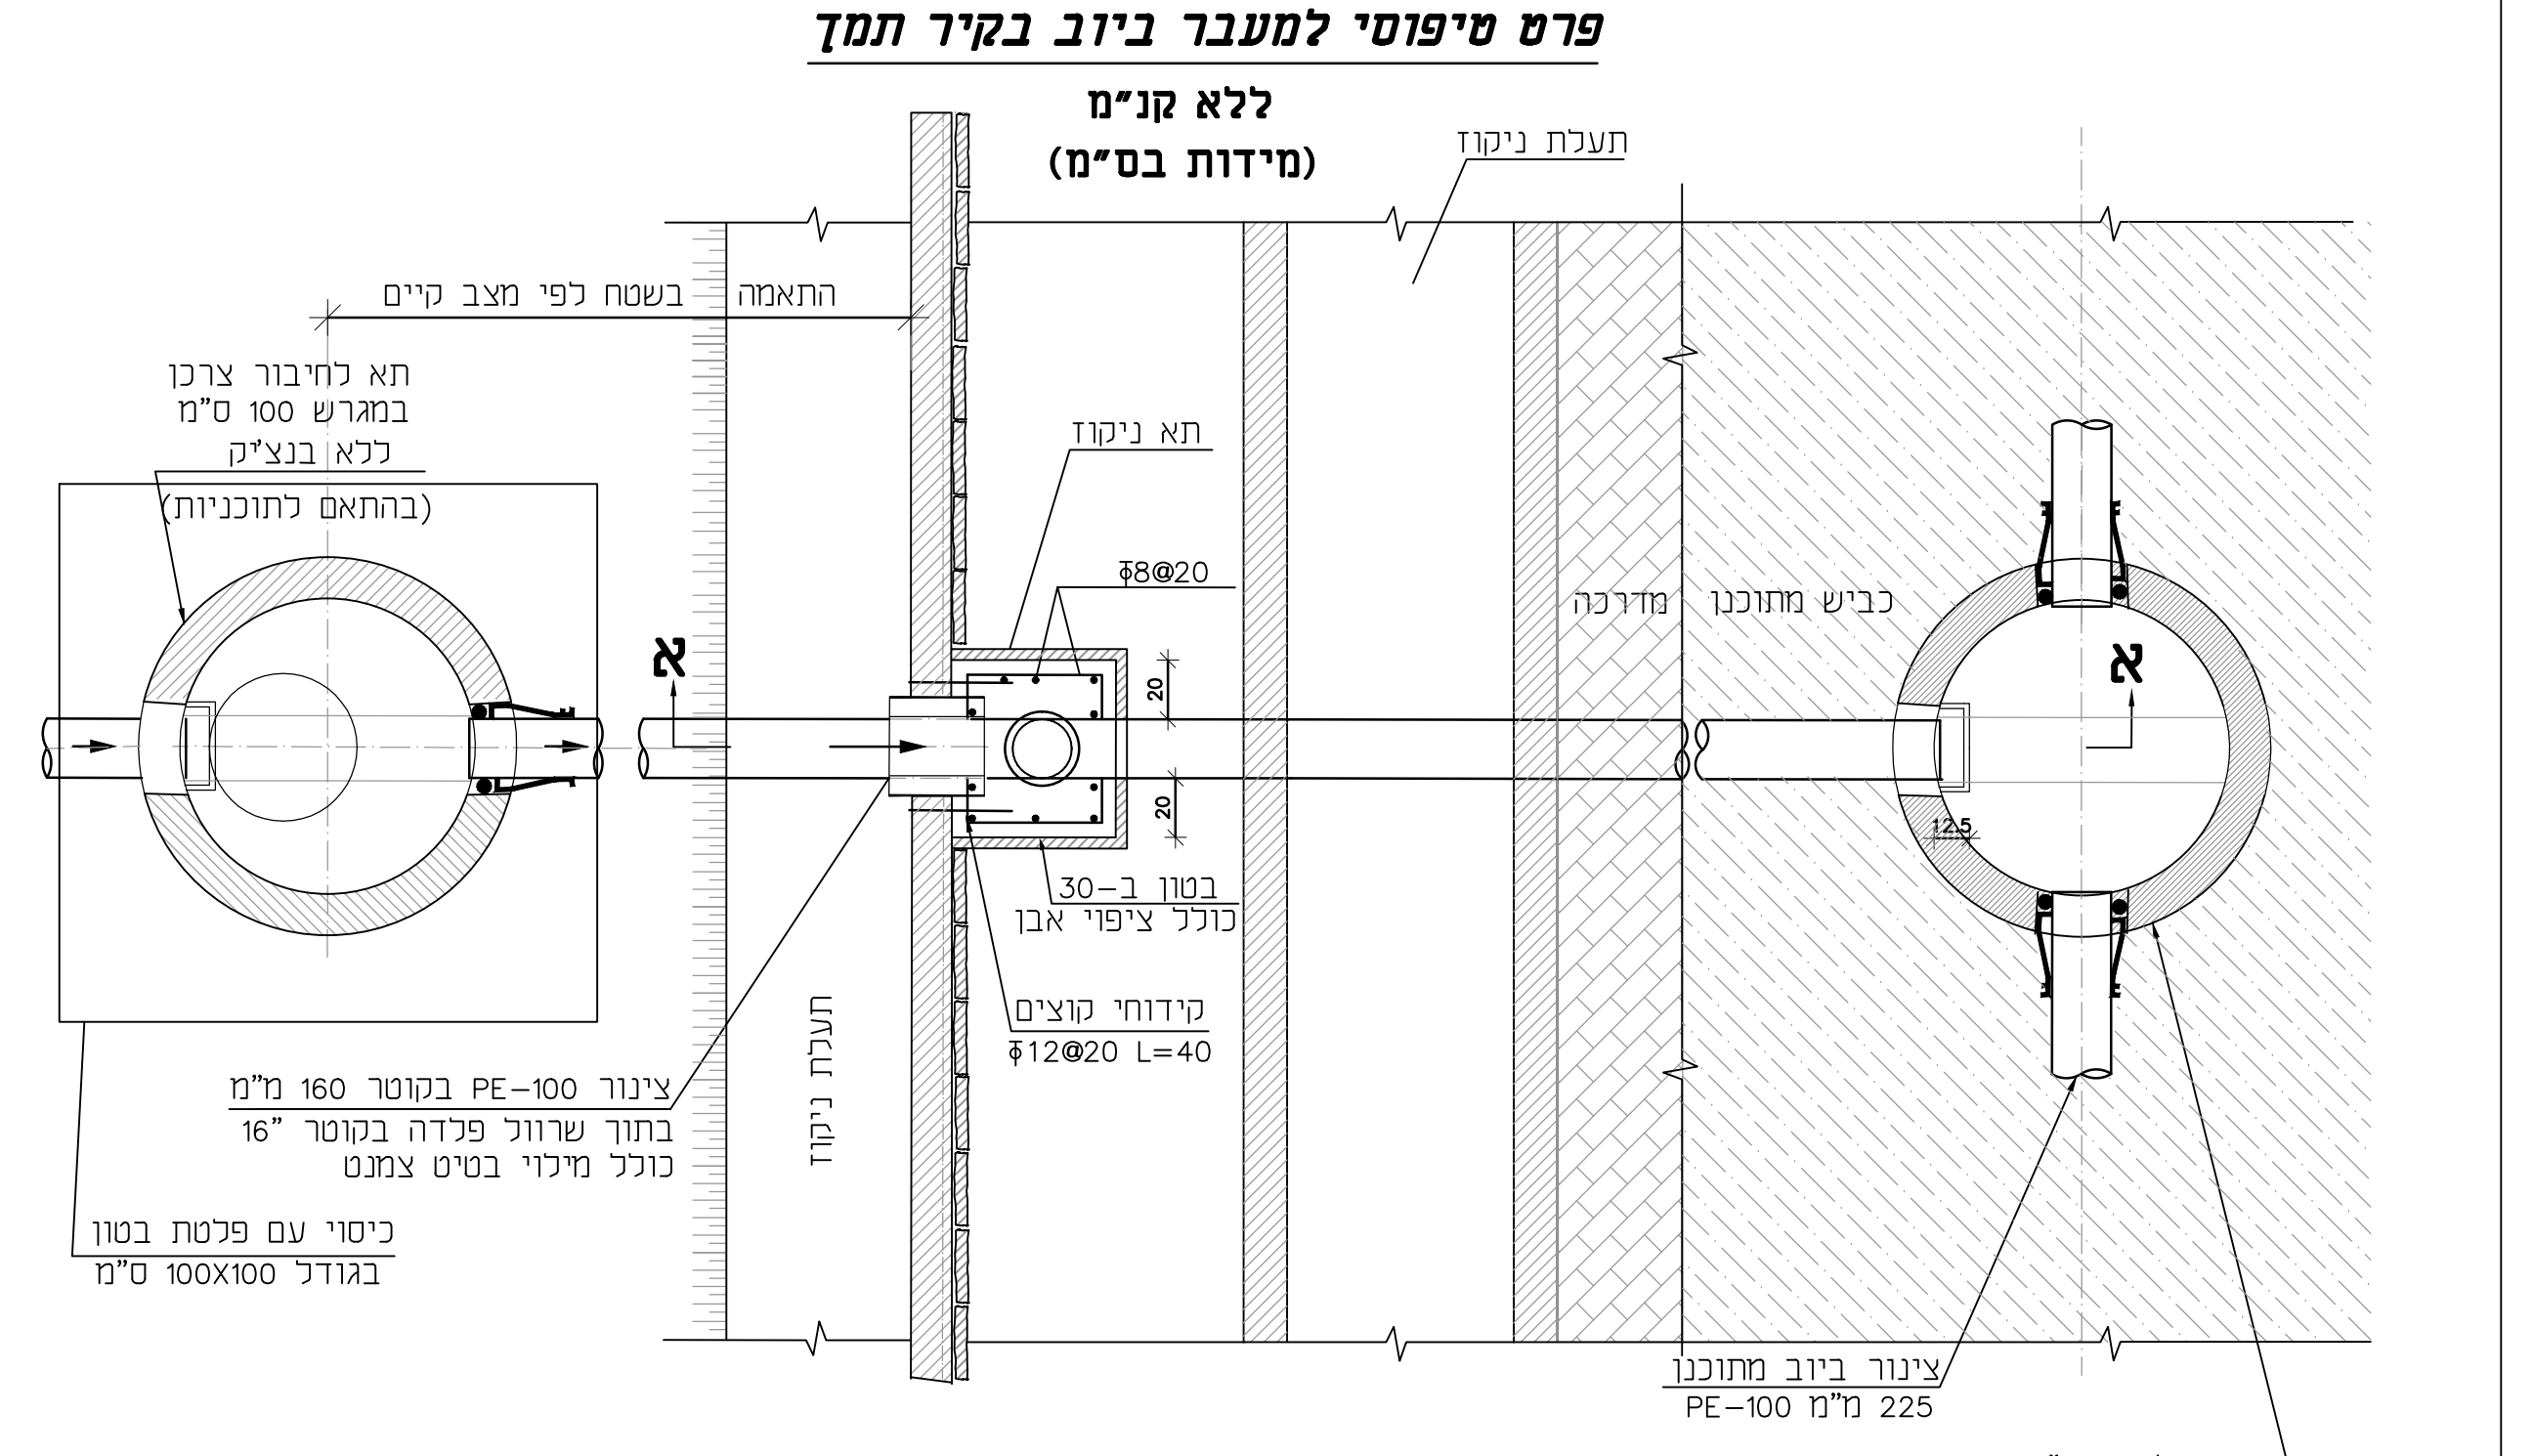 פרט טיפוסי למעבר ביוב בקיר תמך
ללא קנ"מ
(מידות בס"מ)
תעלת ניקוז
התאמה בשטח לפי מצב קיים
תא לחיבור צרכן
במגרש 100 ס"מ
ללא בנצ'יק
(בהתאם לתוכניות)
תא ניקוז
Φ8@20
מדרכה
כביש מתוכנן
א
א
20
20
12.5
בטון ב-30
כולל ציפוי אבן
קידוחי קוצים
Φ12@20 L=40
תעלת ניקוז
צינור PE-100 בקוטר 160 מ"מ
בתוך שרוול פלדה בקוטר 16"
כולל מילוי בטיט צמנט
כיסוי עם פלטת בטון
בגודל 100X100 ס"מ
צינור ביוב מתוכנן
225 מ"מ PE-100